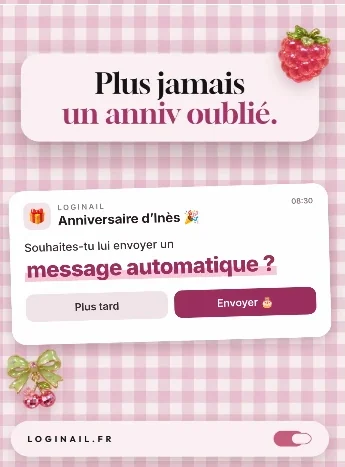 Plus jamais
un anniv oublié.
LOGINAIL
08:30
Anniversaire d'Inès 🎉
Souhaites-tu lui envoyer un
message automatique ?
Plus tard
Envoyer 🎂
LOGINAIL.FR